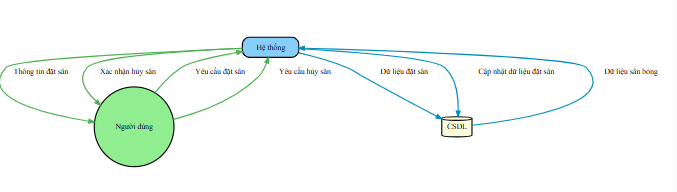 Hệ thống
Thông tin đặt sân
Xác nhận hủy sân
Yêu cầu đặt sân
Yêu cầu hủy sân
Dữ liệu đặt sân
Cập nhật dữ liệu đặt sân
Dữ liệu sân bóng
Người dùng
CSDL